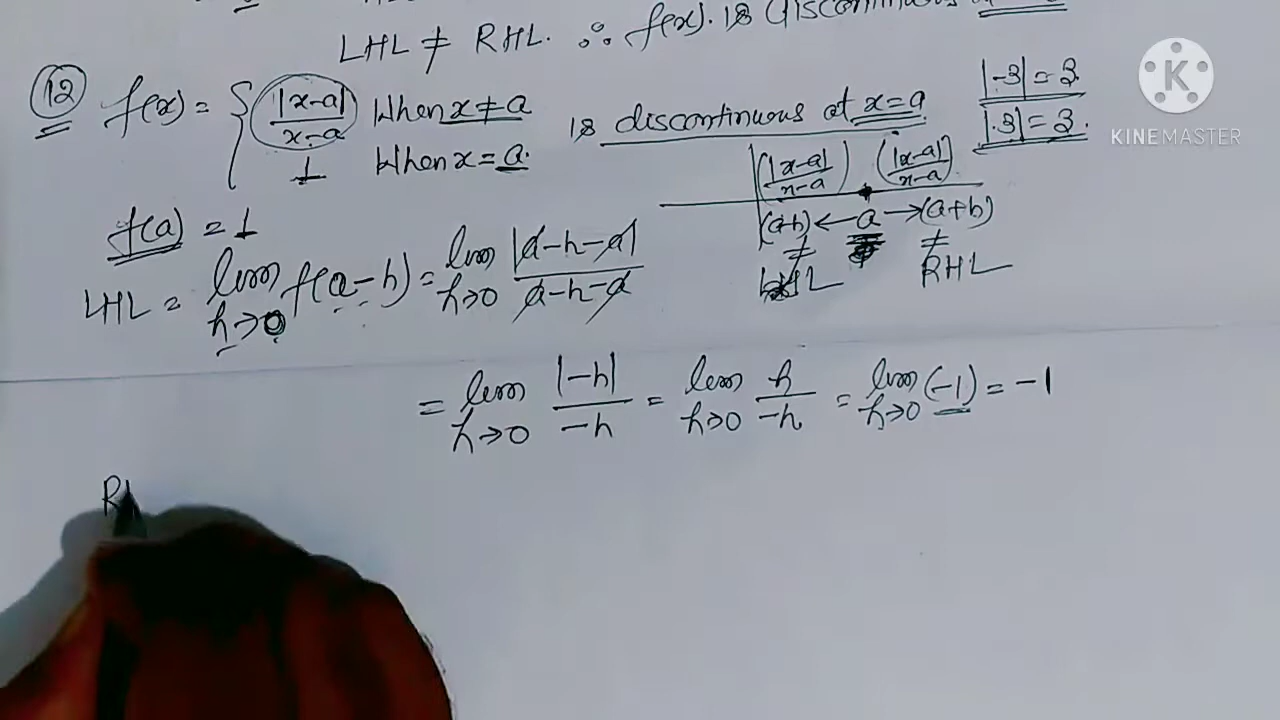 LHL ≠ RHL. ∴ f(x). is discontinuous
(12) f(x) = { |x-a| / x-a When x ≠ a
1 When x = a.
is discontinuous at x=a
|-3| = 3
|3| = 3.
(|x-a| / x-a) (|x-a| / x-a)
(a-h) ← a → (a+h)
LHL ≠ ≠ RHL
f(a) = 1
LHL = lim h→0 f(a-h) = lim h→0 |a-h-a| / a-h-a
= lim h→0 |-h| / -h = lim h→0 h / -h = lim h→0 (-1) = -1
RH
KINEMASTER